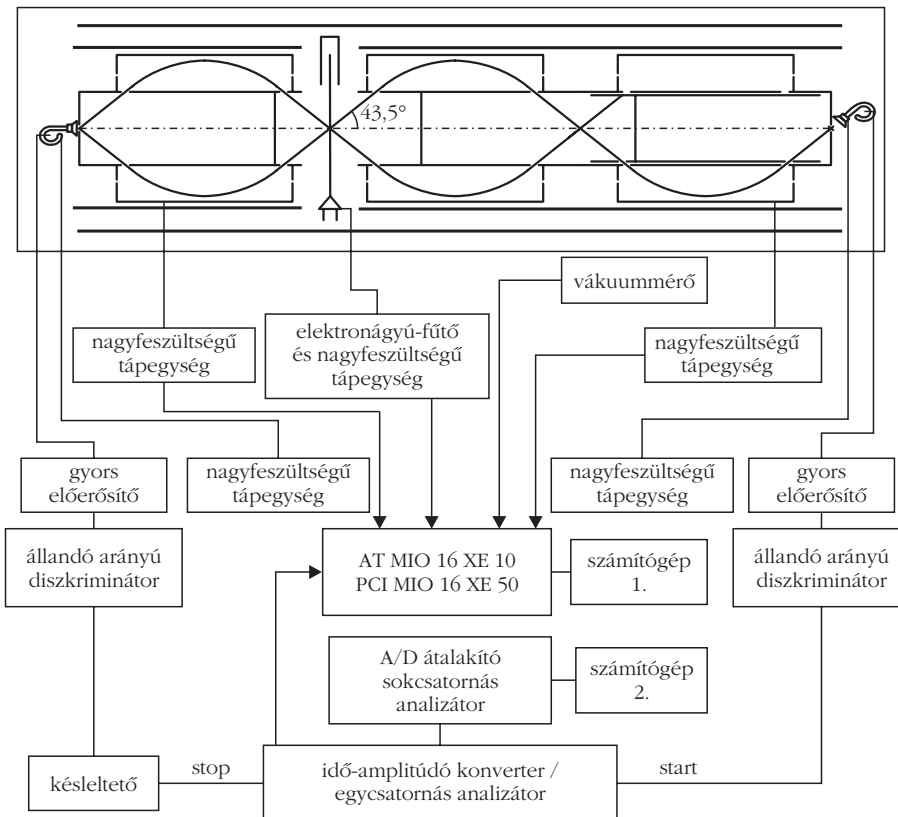 43,5°
vákuummérő
nagyfeszültségű
tápegység
elektronágyú-fűtő
és nagyfeszültségű
tápegység
nagyfeszültségű
tápegység
gyors
előerősítő
nagyfeszültségű
tápegység
nagyfeszültségű
tápegység
gyors
előerősítő
állandó arányú
diszkriminátor
AT MIO 16 XE 10
PCI MIO 16 XE 50
számítógép
1.
állandó arányú
diszkriminátor
A/D átalakító
sokcsatornás
analizátor
számítógép
2.
késleltető
stop
idő-amplitúdó konverter /
egycsatornás analizátor
start